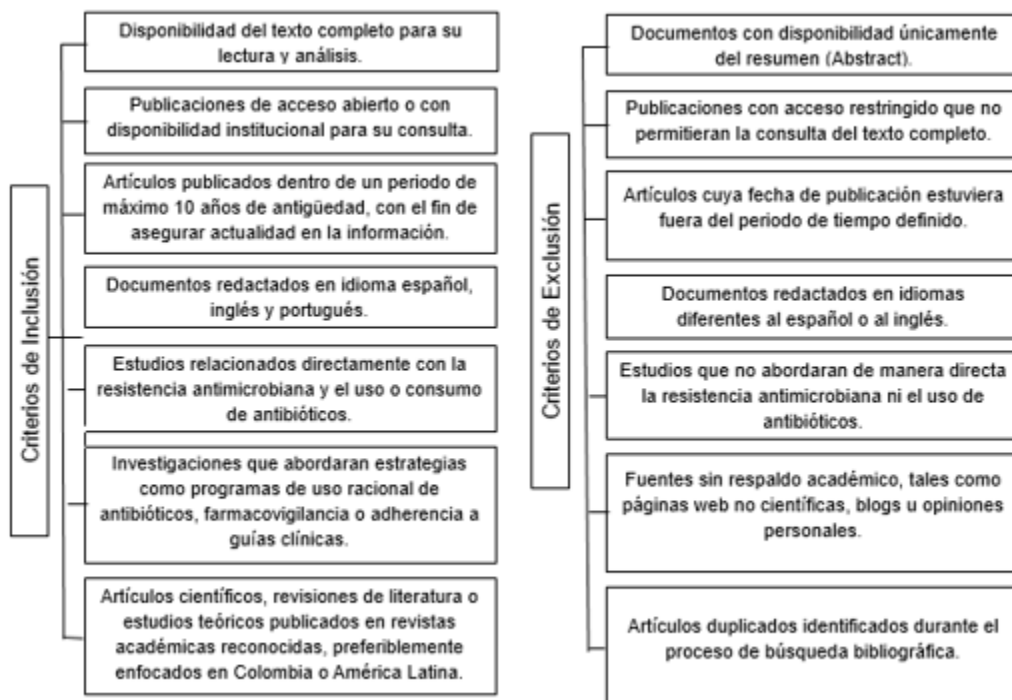 Criterios de Inclusión
Disponibilidad del texto completo para su
lectura y análisis.
Publicaciones de acceso abierto o con
disponibilidad institucional para su consulta.
Artículos publicados dentro de un periodo de
máximo 10 años de antigüedad, con el fin de
asegurar actualidad en la información.
Documentos redactados en idioma español,
inglés y portugués.
Estudios relacionados directamente con la
resistencia antimicrobiana y el uso o consumo
de antibióticos.
Investigaciones que abordaran estrategias
como programas de uso racional de
antibióticos, farmacovigilancia o adherencia a
guías clínicas.
Artículos científicos, revisiones de literatura o
estudios teóricos publicados en revistas
académicas reconocidas, preferiblemente
enfocados en Colombia o América Latina.
Criterios de Exclusión
Documentos con disponibilidad únicamente
del resumen (Abstract).
Publicaciones con acceso restringido que no
permitieran la consulta del texto completo.
Artículos cuya fecha de publicación estuviera
fuera del periodo de tiempo definido.
Documentos redactados en idiomas
diferentes al español o al inglés.
Estudios que no abordaran de manera directa
la resistencia antimicrobiana ni el uso de
antibióticos.
Fuentes sin respaldo académico, tales como
páginas web no científicas, blogs u opiniones
personales.
Artículos duplicados identificados durante el
proceso de búsqueda bibliográfica.